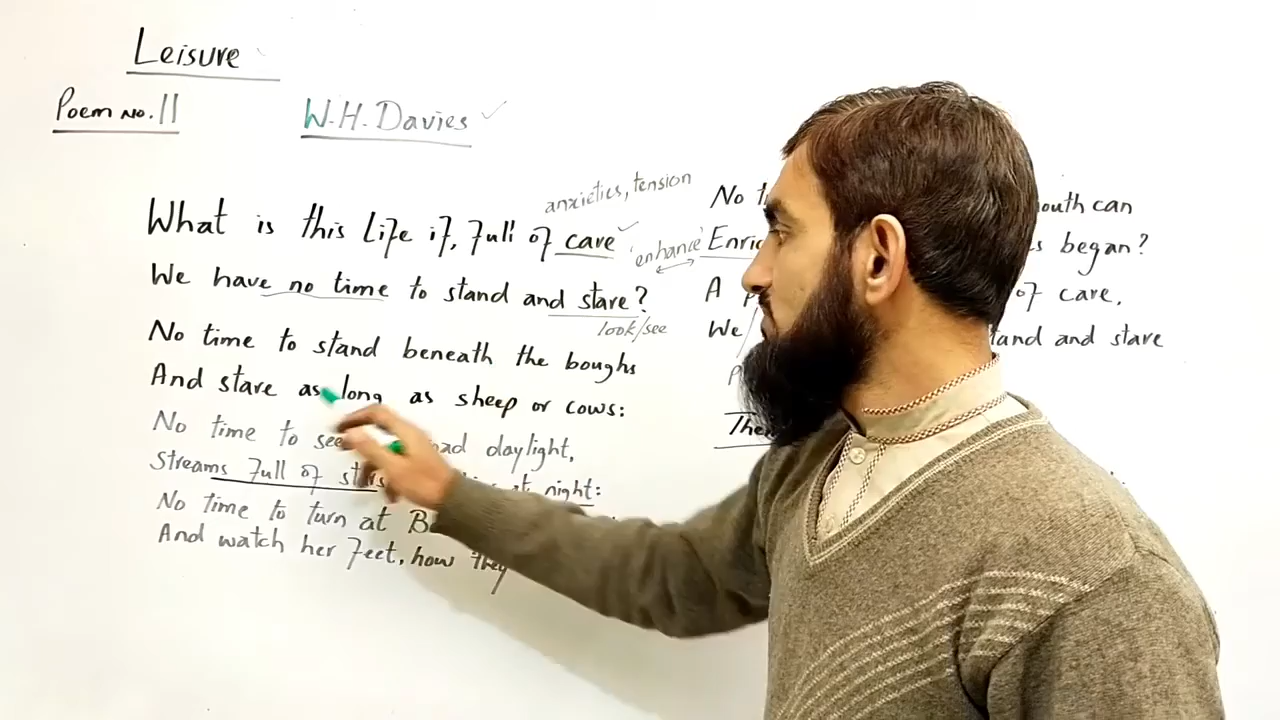 Leisure
Poem No. 11
W.H. Davies
anxieties, tension
What is this Life if, full of care
We have no time to stand and stare?
look/see
No time to stand beneath the boughs
And stare as long as sheep or cows:
No time to see daylight,
Streams full of stars night:
No time to turn at
And watch her feet, how they
No outh can
'enhance' Enric began?
A of care,
We tand and stare